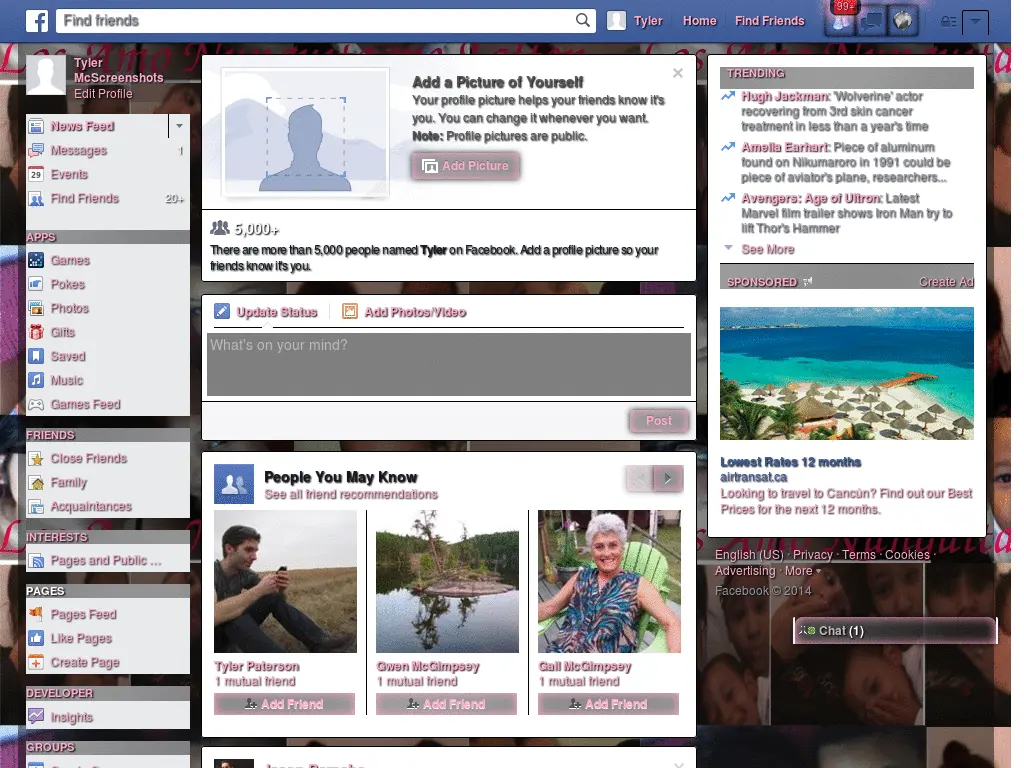 Find friends
Tyler
Home
Find Friends
99+
Tyler
McScreenshots
Edit Profile
News Feed
Messages 1
Events
Find Friends 20+
APPS
Games
Pokes
Photos
Gifts
Saved
Music
Games Feed
FRIENDS
Close Friends
Family
Acquaintances
INTERESTS
Pages and Public ...
PAGES
Pages Feed
Like Pages
Create Page
DEVELOPER
Insights
GROUPS
Add a Picture of Yourself
Your profile picture helps your friends know it's
you. You can change it whenever you want.
Note: Profile pictures are public.
Add Picture
5,000+
There are more than 5,000 people named Tyler on Facebook. Add a profile picture so your
friends know it's you.
Update Status
Add Photos/Video
What's on your mind?
Post
People You May Know
See all friend recommendations
Tyler Paterson
1 mutual friend
Add Friend
Gwen McGimpsey
1 mutual friend
Add Friend
Gail McGimpsey
1 mutual friend
Add Friend
TRENDING
Hugh Jackman: 'Wolverine' actor
recovering from 3rd skin cancer
treatment in less than a year's time
Amelia Earhart: Piece of aluminum
found on Nikumaroro in 1991 could be
piece of aviator's plane, researchers...
Avengers: Age of Ultron: Latest
Marvel film trailer shows Iron Man try to
lift Thor's Hammer
See More
SPONSORED
Create Ad
Lowest Rates 12 months
airtransat.ca
Looking to travel to Cancún? Find out our Best
Prices for the next 12 months.
English (US) · Privacy · Terms · Cookies ·
Advertising · More
Facebook © 2014
Chat (1)